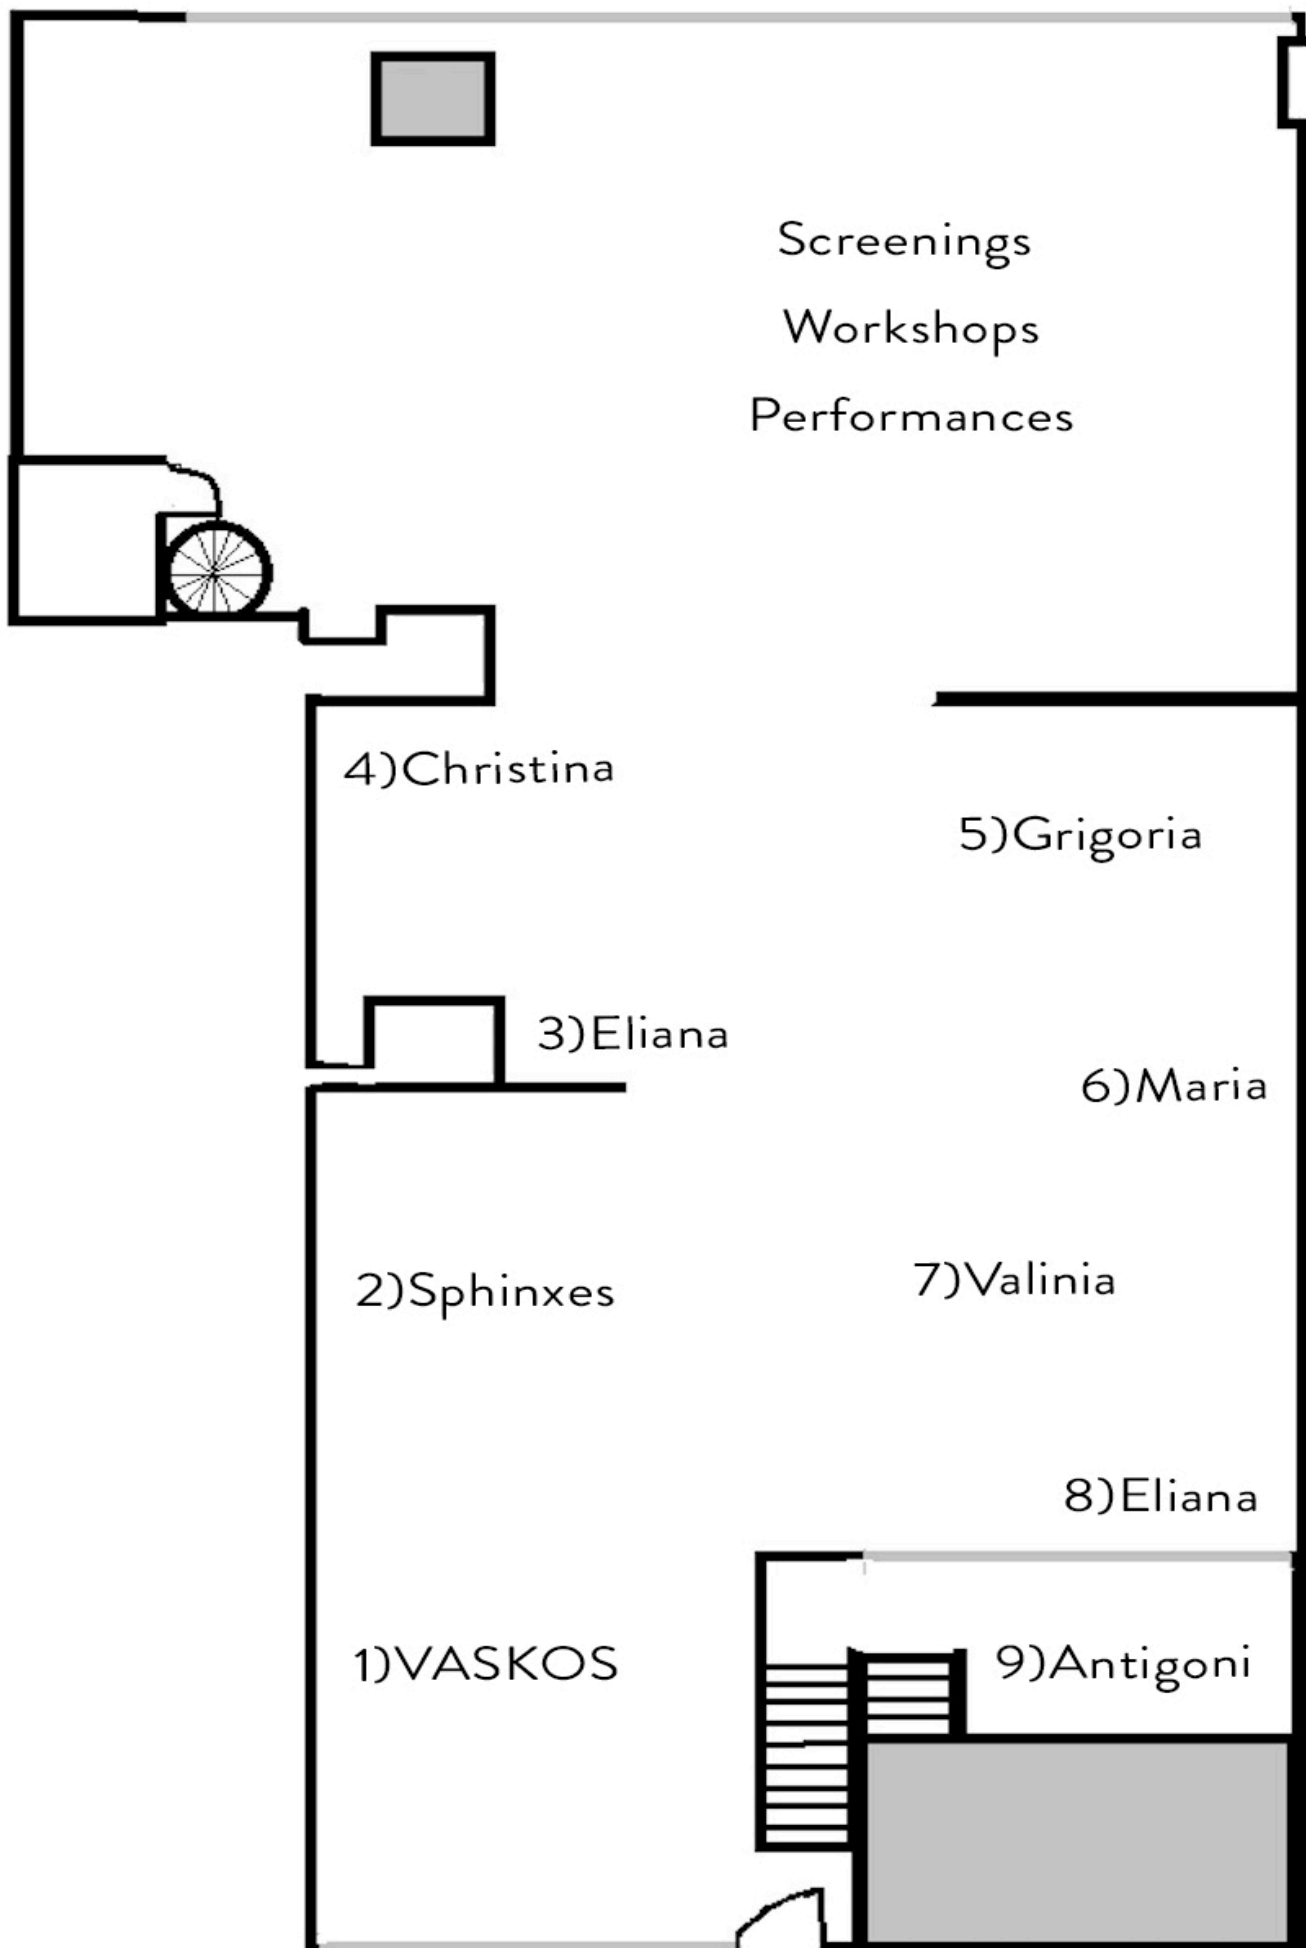 Screenings
Workshops
Performances
4)Christina
5)Grigoria
3)Eliana
6)Maria
7)Valinia
2)Sphinxes
8)Eliana
1)VASKOS
9)Antigoni